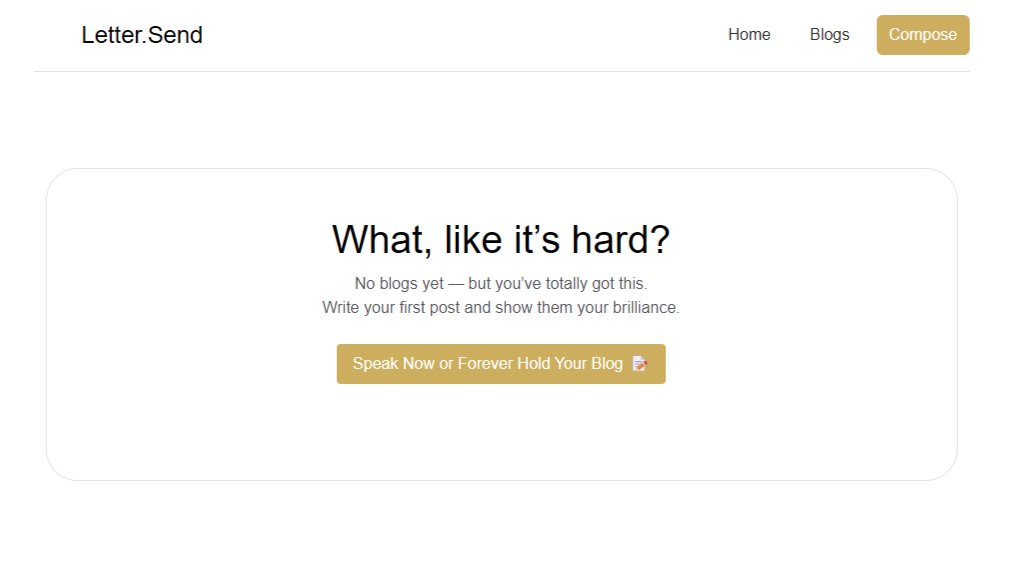 Letter.Send
Home
Blogs
Compose
What, like it’s hard?
No blogs yet — but you’ve totally got this.
Write your first post and show them your brilliance.
Speak Now or Forever Hold Your Blog 📝